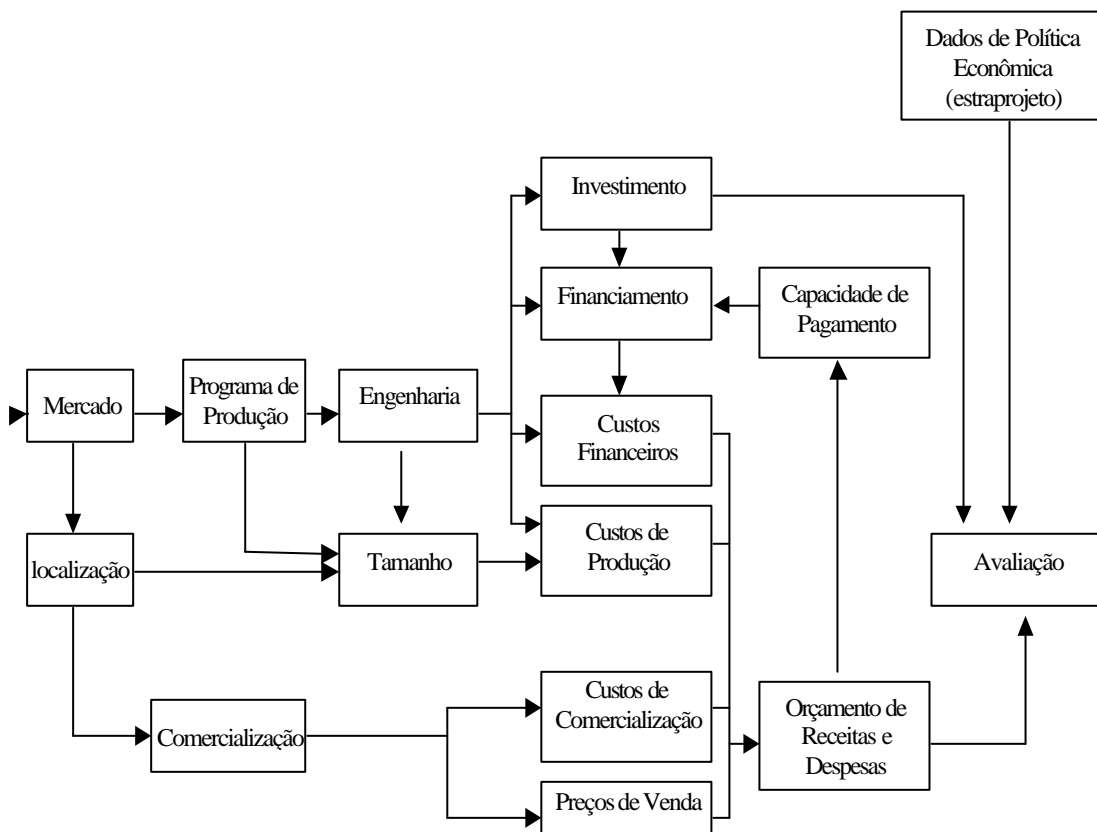 Dados de Política
Econômica
(estraprojeto)
Investimento
Financiamento
Capacidade de
Pagamento
Mercado
Programa de
Produção
Engenharia
Custos
Financeiros
localização
Tamanho
Custos de
Produção
Avaliação
Comercialização
Custos de
Comercialização
Orçamento de
Receitas e
Despesas
Preços de Venda